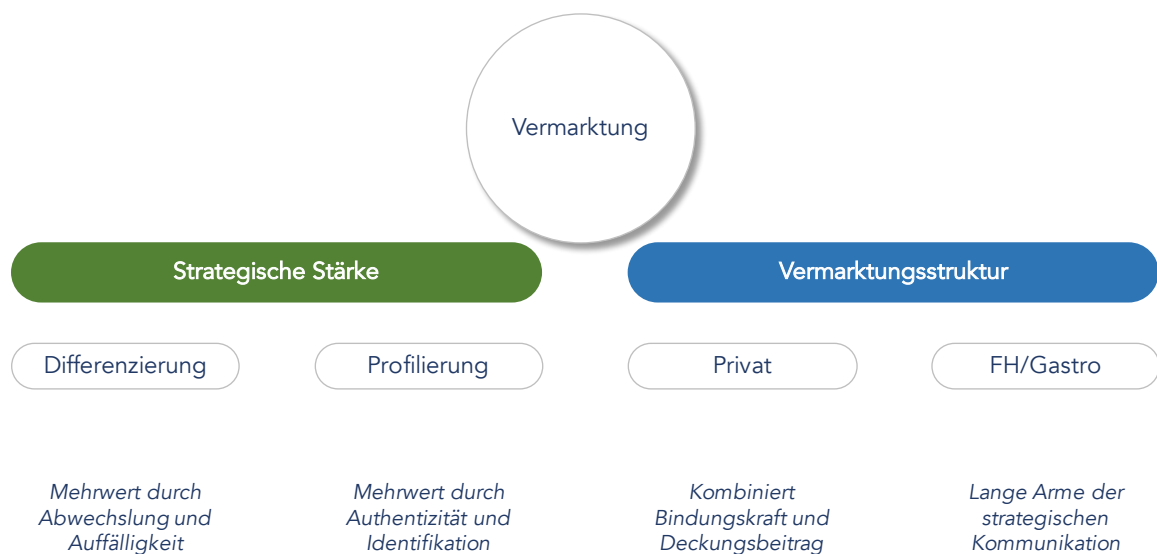 Vermarktung
Strategische Stärke
Vermarktungsstruktur
Differenzierung
Profilierung
Privat
FH/Gastro
Mehrwert durch
Abwechslung und
Auffälligkeit
Mehrwert durch
Authentizität und
Identifikation
Kombiniert
Bindungskraft und
Deckungsbeitrag
Lange Arme der
strategischen
Kommunikation